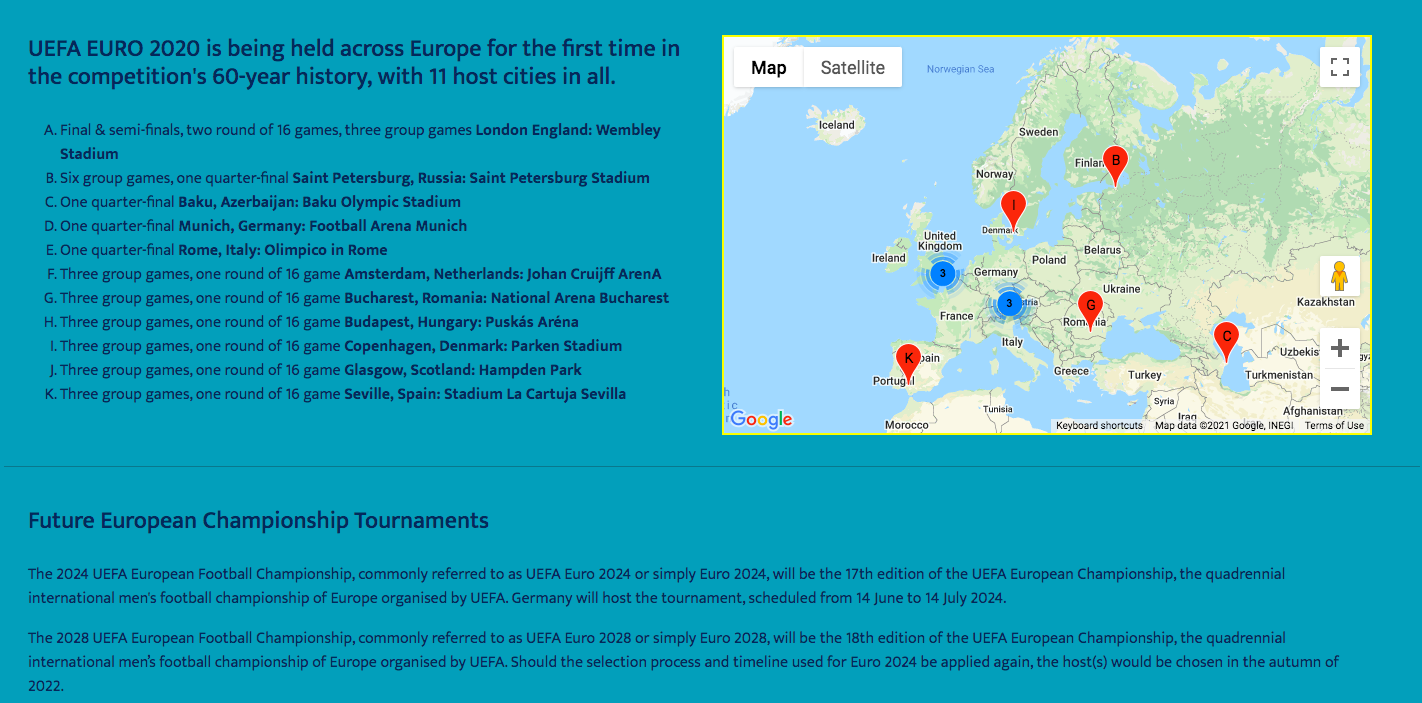 UEFA EURO 2020 is being held across Europe for the first time in
the competition's 60-year history, with 11 host cities in all.
A. Final & semi-finals, two round of 16 games, three group games London England: Wembley
Stadium
B. Six group games, one quarter-final Saint Petersburg, Russia: Saint Petersburg Stadium
C. One quarter-final Baku, Azerbaijan: Baku Olympic Stadium
D. One quarter-final Munich, Germany: Football Arena Munich
E. One quarter-final Rome, Italy: Olimpico in Rome
F. Three group games, one round of 16 game Amsterdam, Netherlands: Johan Cruijff ArenA
G. Three group games, one round of 16 game Bucharest, Romania: National Arena Bucharest
H. Three group games, one round of 16 game Budapest, Hungary: Puskás Aréna
I. Three group games, one round of 16 game Copenhagen, Denmark: Parken Stadium
J. Three group games, one round of 16 game Glasgow, Scotland: Hampden Park
K. Three group games, one round of 16 game Seville, Spain: Stadium La Cartuja Sevilla
Map Satellite
Norwegian Sea
Iceland
Sweden
B
Norway
I
Denmark
United
Kingdom
Ireland
Belarus
Poland
Germany
3
3
Ukraine
Kazakhstan
G
France
Romania
C
Italy
K
Portugal
Greece
Turkey
Turkmenistan
Syria
Tunisia
Afghanistan
Iraq
Morocco
Google
Keyboard shortcuts Map data ©2021 Google, INEGI Terms of Use
Future European Championship Tournaments
The 2024 UEFA European Football Championship, commonly referred to as UEFA Euro 2024 or simply Euro 2024, will be the 17th edition of the UEFA European Championship, the quadrennial
international men's football championship of Europe organised by UEFA. Germany will host the tournament, scheduled from 14 June to 14 July 2024.
The 2028 UEFA European Football Championship, commonly referred to as UEFA Euro 2028 or simply Euro 2028, will be the 18th edition of the UEFA European Championship, the quadrennial
international men's football championship of Europe organised by UEFA. Should the selection process and timeline used for Euro 2024 be applied again, the host(s) would be chosen in the autumn of
2022.